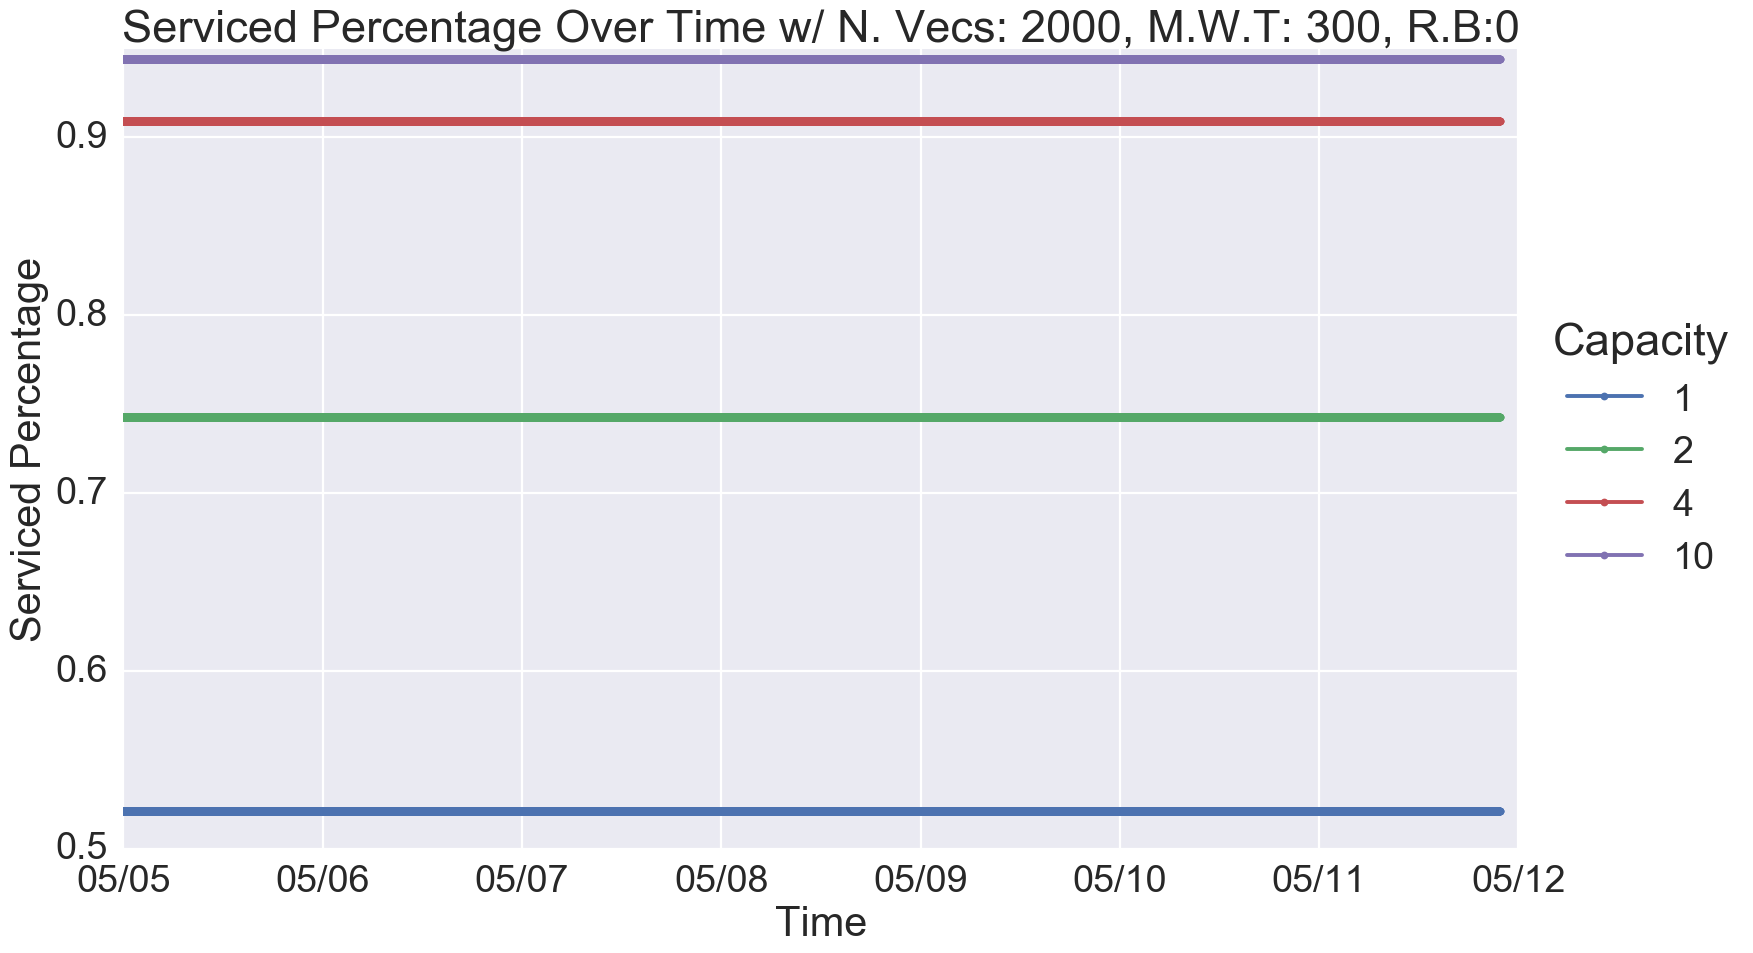 Serviced Percentage Over Time w/ N. Vecs: 2000, M.W.T: 300, R.B:0
Serviced Percentage
0.9
0.8
0.7
0.6
0.5
05/05 05/06 05/07 05/08 05/09 05/10 05/11 05/12
Time
Capacity
1
2
4
10